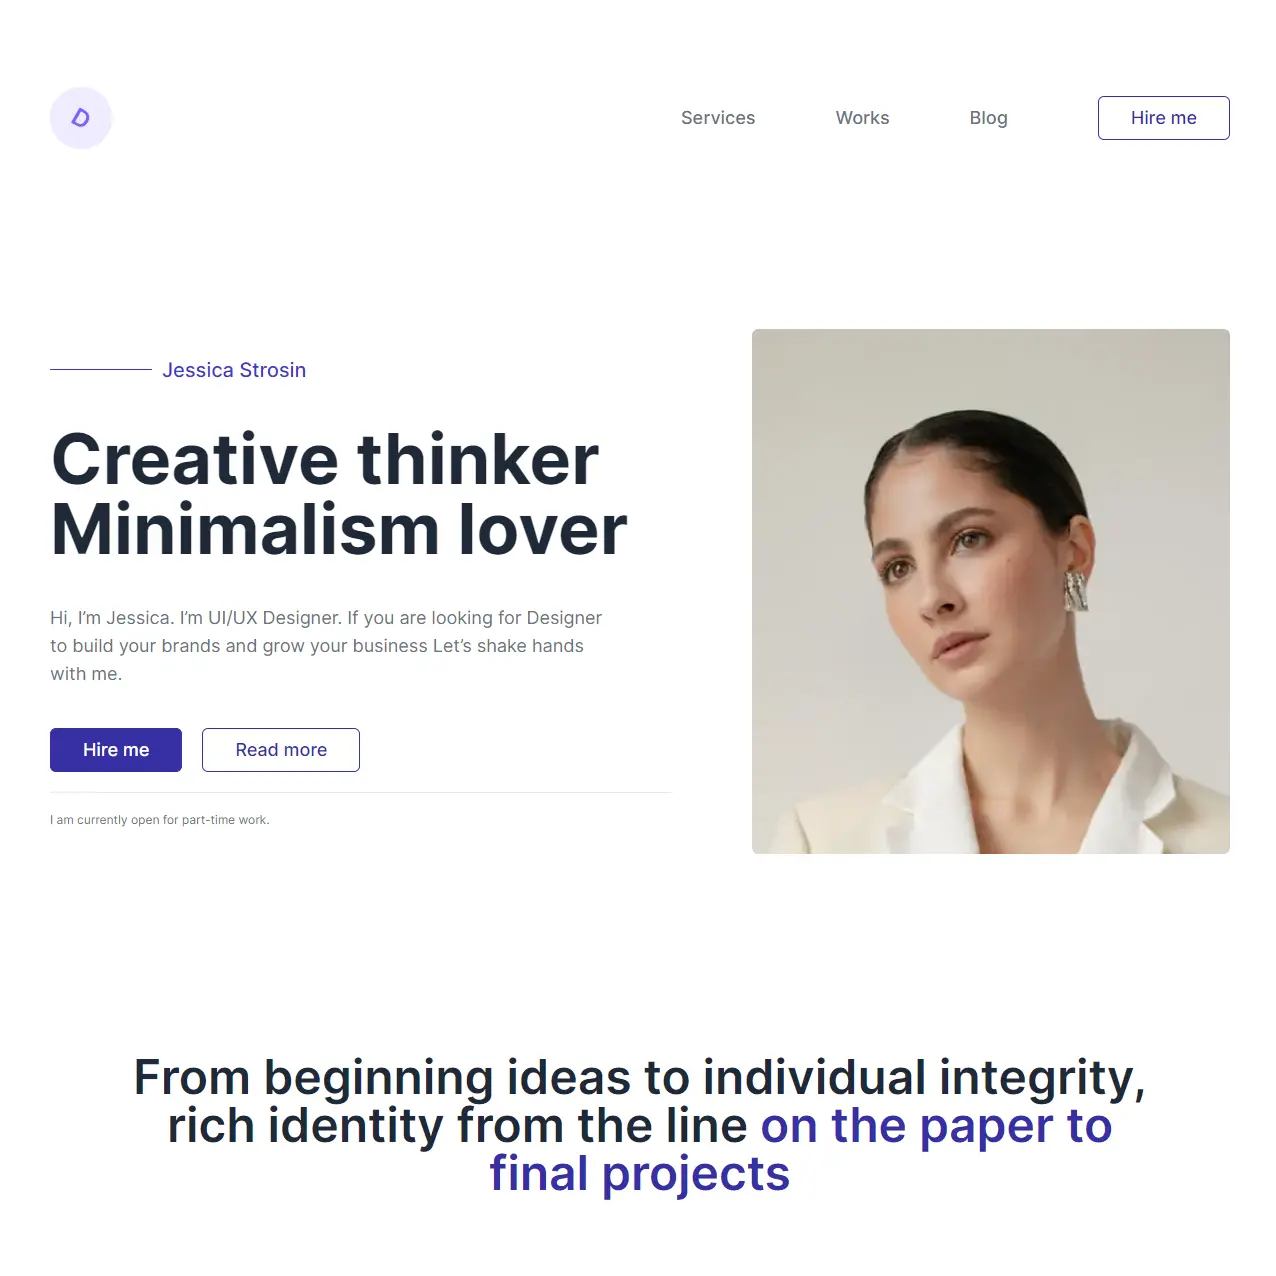 D
Services Works Blog Hire me
Jessica Strosin
Creative thinker
Minimalism lover
Hi, I’m Jessica. I’m UI/UX Designer. If you are looking for Designer
to build your brands and grow your business Let’s shake hands
with me.
Hire me Read more
I am currently open for part-time work.
From beginning ideas to individual integrity,
rich identity from the line on the paper to
final projects